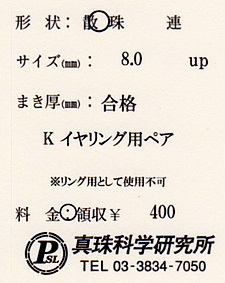 形 状: 散 珠 連
サイズ(㎜): 8.0 up
まき厚(㎜): 合格
K イヤリング用ペア
※リング用として使用不可
料 金: 領収¥ 400
PSL 真珠科学研究所
TEL 03-3834-7050